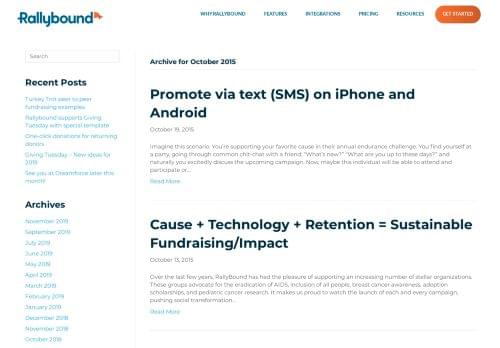 Rallybound
WHY RALLYBOUND
FEATURES
INTEGRATIONS
PRICING
RESOURCES
GET STARTED
Search
Recent Posts
Turkey Trot peer to peer
fundraising examples
Rallybound supports Giving
Tuesday with special template
One-click donations for returning
donors
Giving Tuesday – New ideas for
2019
See you at Dreamforce later this
month!
Archives
November 2019
September 2019
July 2019
June 2019
May 2019
April 2019
March 2019
February 2019
January 2019
December 2018
November 2018
October 2018
Archive for October 2015
Promote via text (SMS) on iPhone and
Android
October 19, 2015
Imagine this scenario. You're supporting your favorite cause in their annual endurance challenge. You find yourself at
a party, going through common chit-chat with a friend. "What's new?" "What are you up to these days?" and
naturally you excitedly discuss the upcoming campaign. Now, maybe this individual will be able to attend and
participate or...
Read More
Cause + Technology + Retention = Sustainable
Fundraising/Impact
October 13, 2015
Over the last few years, RallyBound has had the pleasure of supporting an increasing number of stellar organizations.
These groups advocate for the eradication of AIDS, inclusion of all people, breast cancer awareness, adoption
scholarships, and pediatric cancer research. It makes us proud to watch the launch of each and every campaign,
pushing social transformation...
Read More